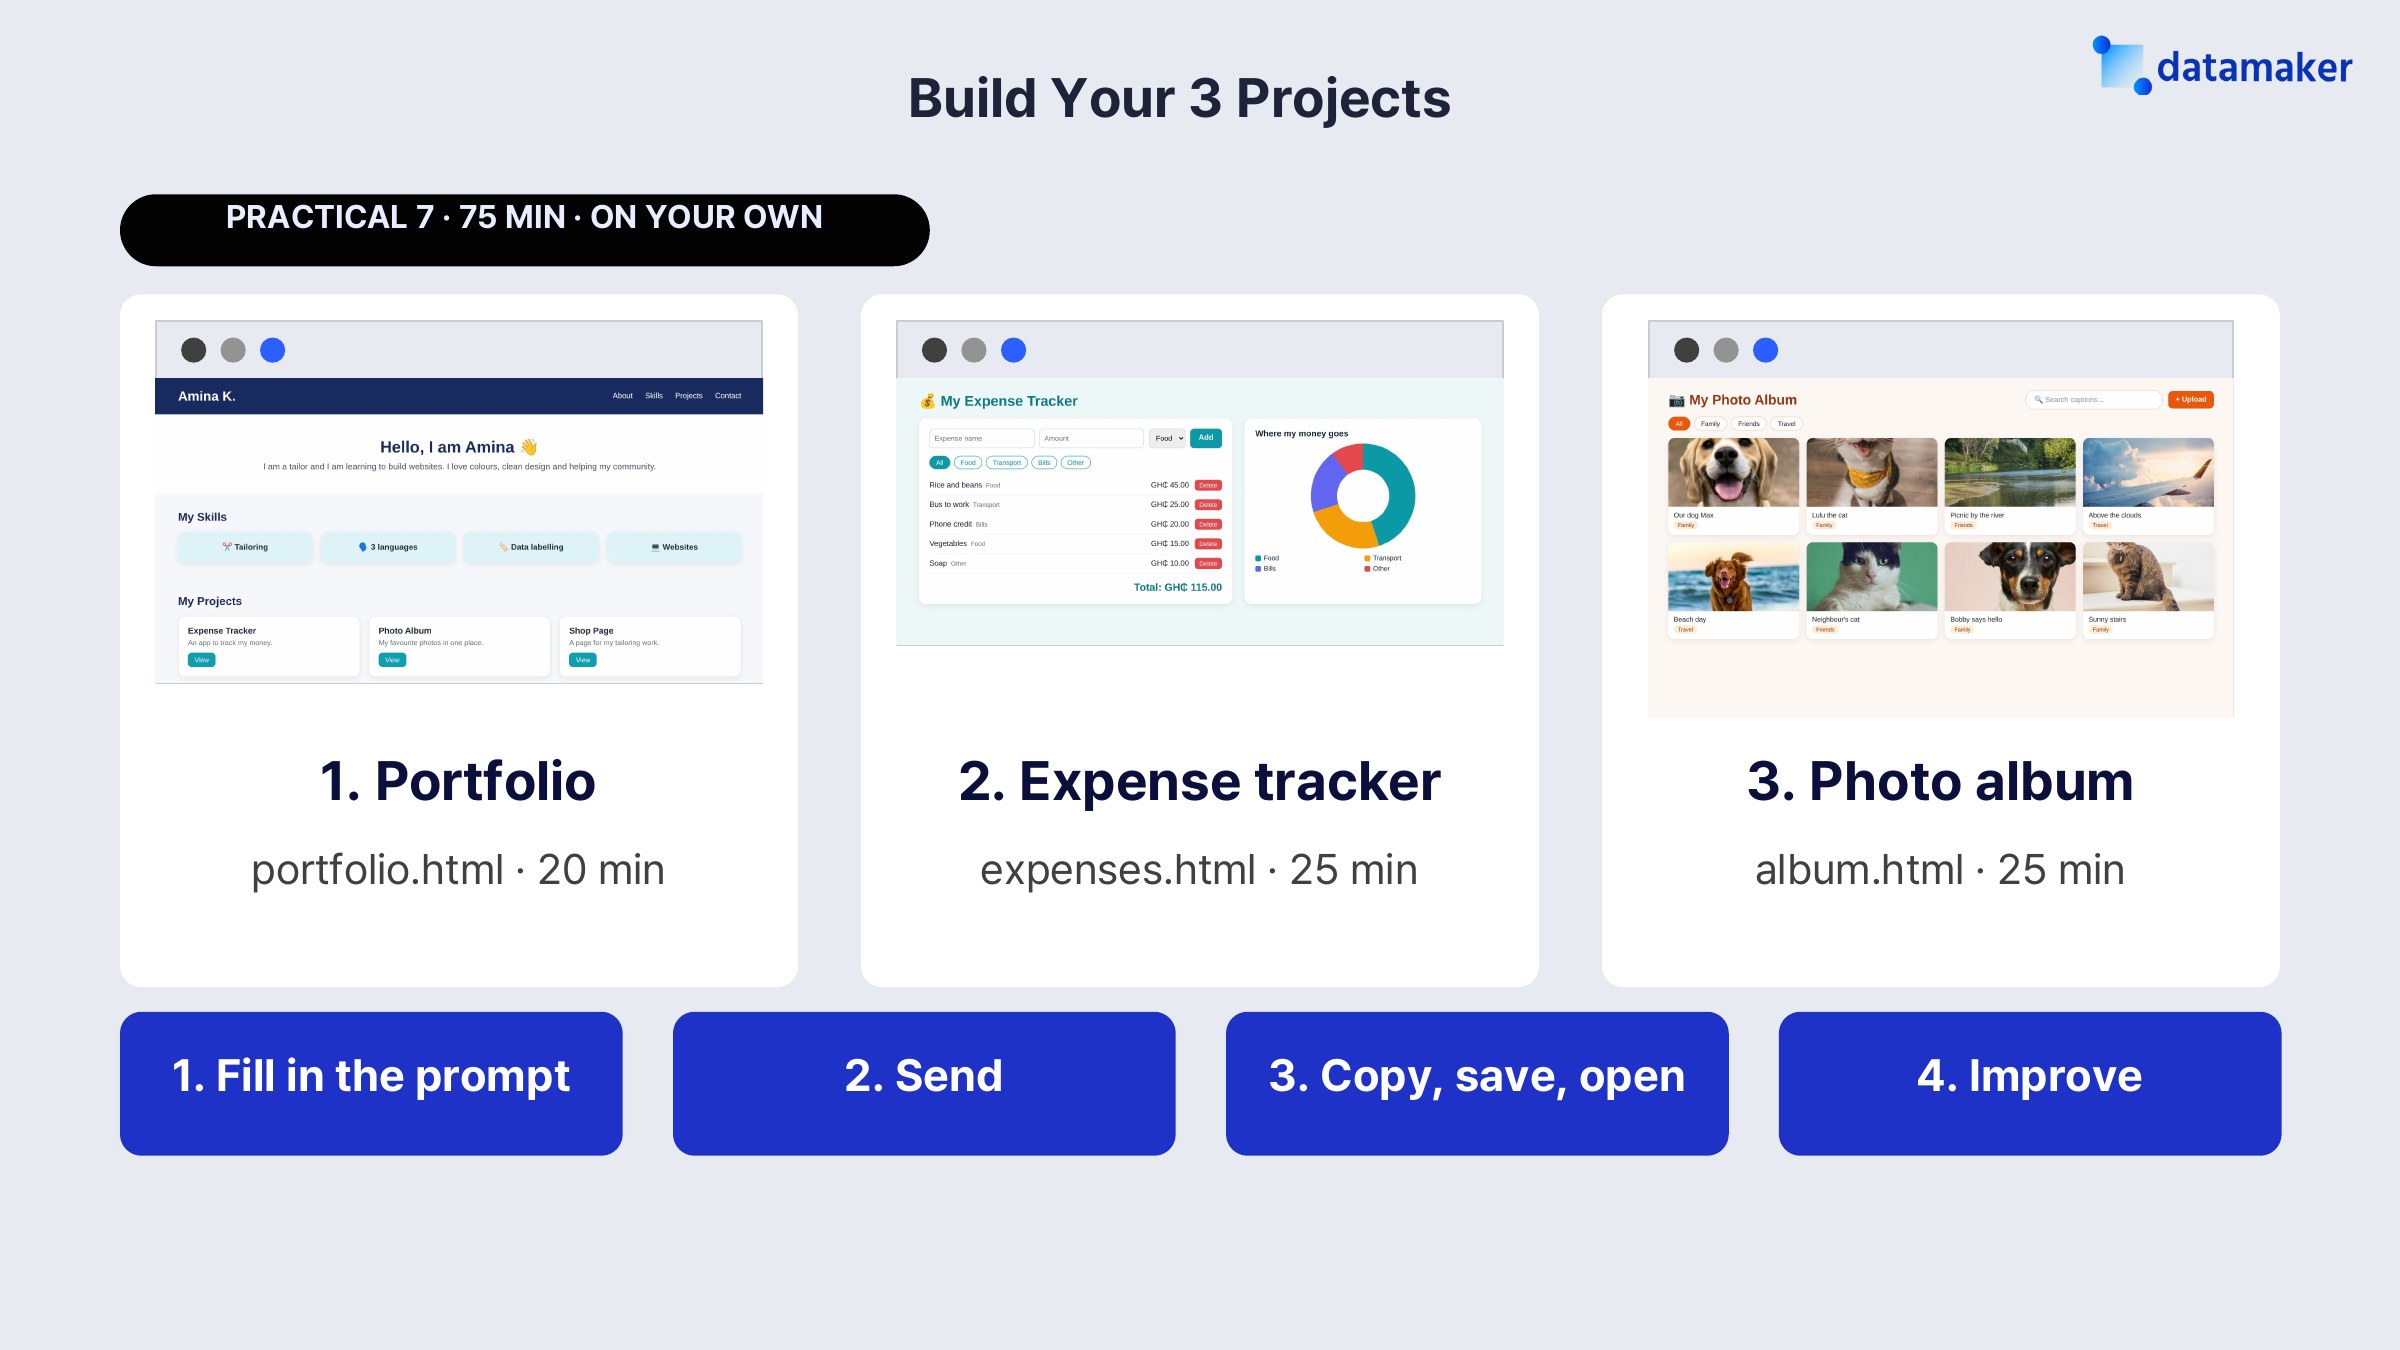 datamaker
Build Your 3 Projects
PRACTICAL 7 · 75 MIN · ON YOUR OWN
Amina K.
About Skills Projects Contact
Hello, I am Amina 👋
I am a tailor and I am learning to build websites. I love colours, clean design and helping my community.
My Skills
✂️ Tailoring
🗣️ 3 languages
🏷️ Data labelling
💻 Websites
My Projects
Expense Tracker
An app to track my money.
View
Photo Album
My favourite photos in one place.
View
Shop Page
A page for my tailoring work.
View
1. Portfolio
portfolio.html · 20 min
💰 My Expense Tracker
Expense name Amount Food Add
All Food Transport Bills Other
Rice and beans Food GH₵ 45.00 Delete
Bus to work Transport GH₵ 25.00 Delete
Phone credit Bills GH₵ 20.00 Delete
Vegetables Food GH₵ 15.00 Delete
Soap Other GH₵ 10.00 Delete
Total: GH₵ 115.00
Where my money goes
Food Transport
Bills Other
2. Expense tracker
expenses.html · 25 min
📷 My Photo Album
🔍 Search captions...
+ Upload
All Family Friends Travel
Our dog Max
Family
Lulu the cat
Family
Picnic by the river
Friends
Above the clouds
Travel
Beach day
Travel
Neighbour's cat
Friends
Bobby says hello
Family
Sunny stairs
Family
3. Photo album
album.html · 25 min
1. Fill in the prompt
2. Send
3. Copy, save, open
4. Improve